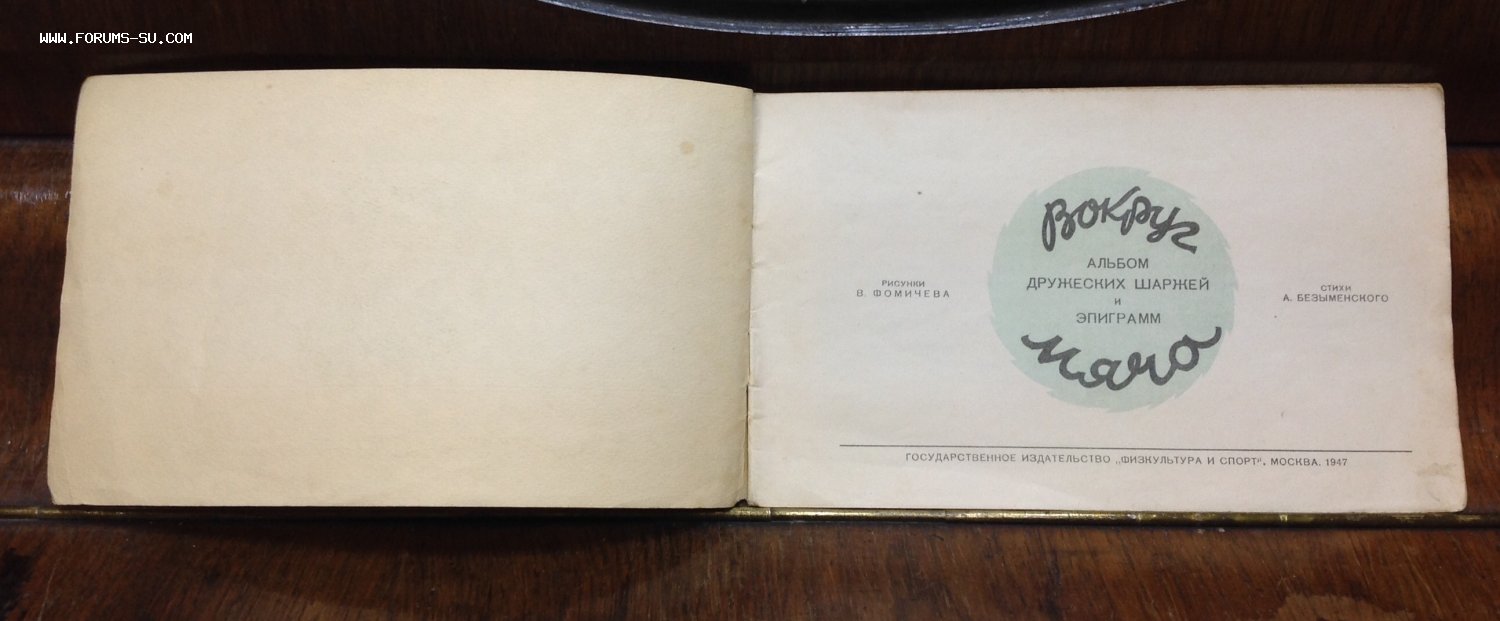 WWW.FORUMS-SU.COM
Вокруг
АЛЬБОМ
ДРУЖЕСКИХ ШАРЖЕЙ
И
ЭПИГРАММ
мяча
РИСУНКИ
В. ФОМИЧЕВА
СТИХИ
А. БЕЗЫМЕНСКОГО
ГОСУДАРСТВЕННОЕ ИЗДАТЕЛЬСТВО „ФИЗКУЛЬТУРА И СПОРТ“. МОСКВА. 1947